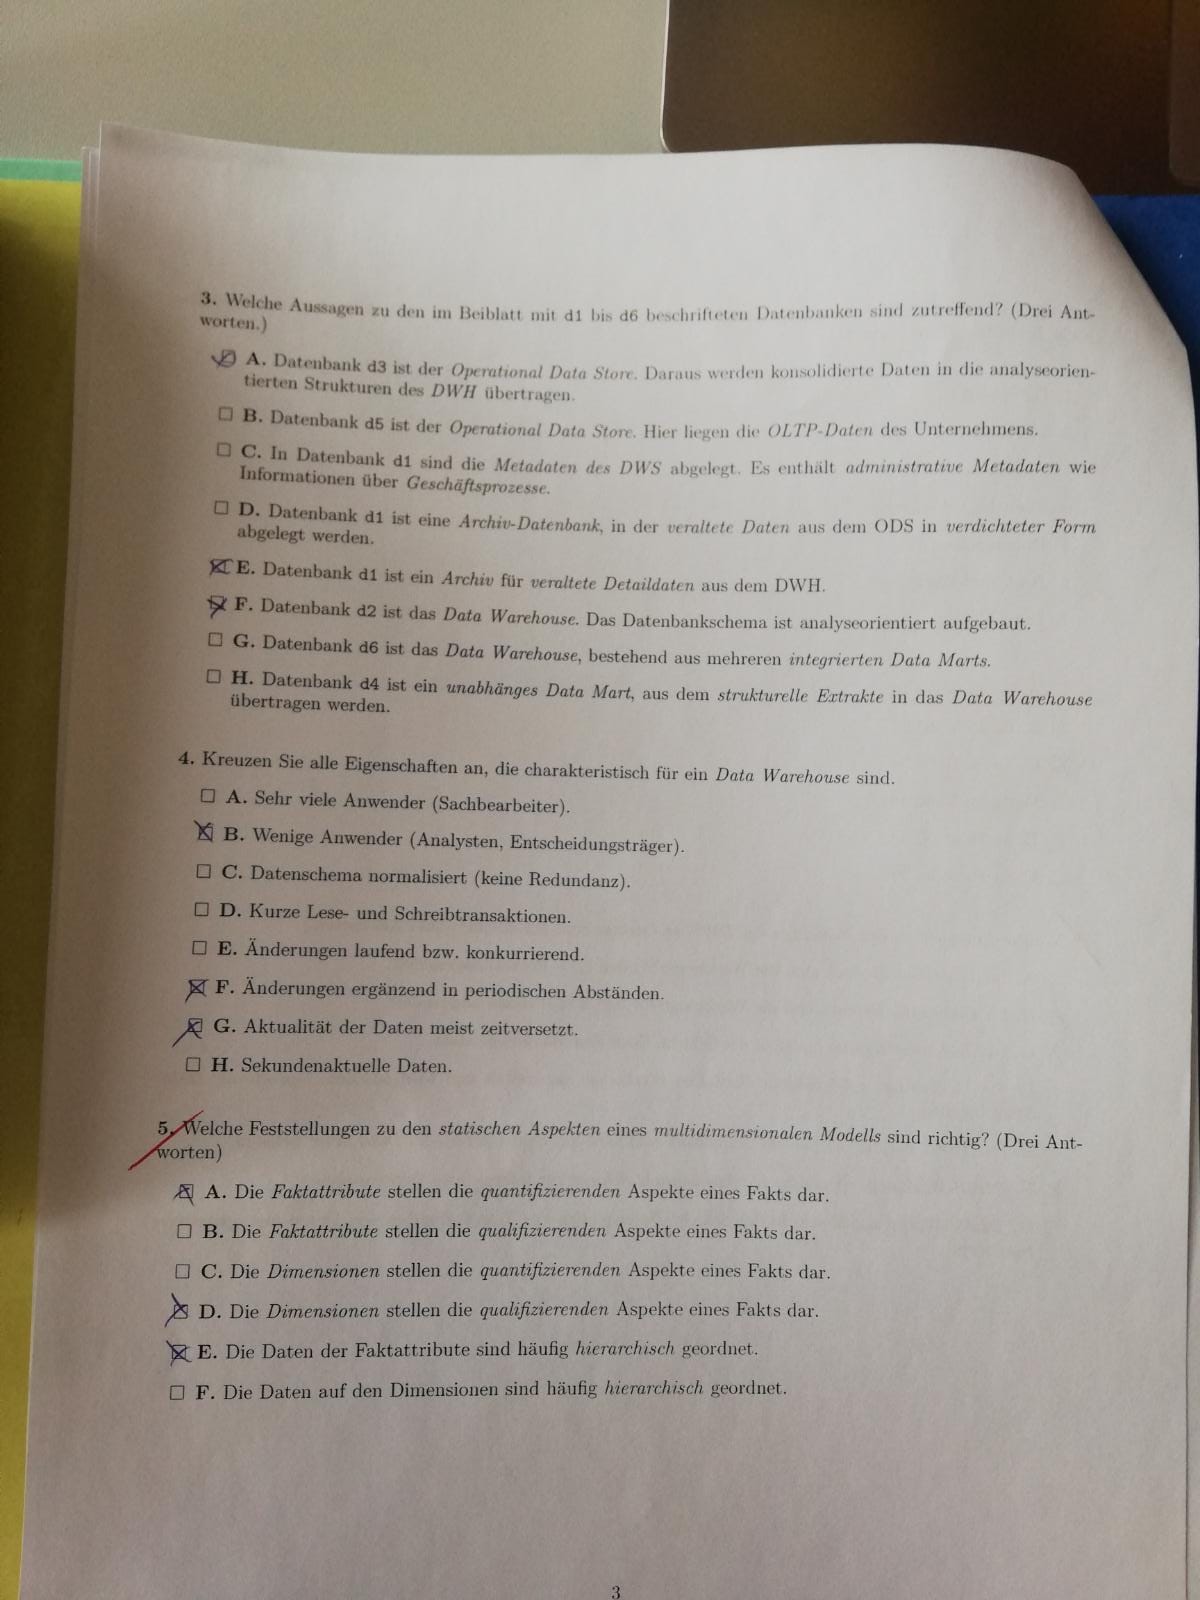 3. Welche Aussagen zu den im Beiblatt mit d1 bis d6 beschrifteten Datenbanken sind zutreffend? (Drei Ant-
worten.)
A. Datenbank d3 ist der Operational Data Store. Daraus werden konsolidierte Daten in die analyseorien-
tierten Strukturen des DWH übertragen.
B. Datenbank d5 ist der Operational Data Store. Hier liegen die OLTP-Daten des Unternehmens.
C. In Datenbank d1 sind die Metadaten des DWS abgelegt. Es enthält administrative Metadaten wie
Informationen über Geschäftsprozesse.
D. Datenbank d1 ist eine Archiv-Datenbank, in der veraltete Daten aus dem ODS in verdichteter Form
abgelegt werden.
E. Datenbank d1 ist ein Archiv für veraltete Detaildaten aus dem DWH.
F. Datenbank d2 ist das Data Warehouse. Das Datenbankschema ist analyseorientiert aufgebaut.
G. Datenbank d6 ist das Data Warehouse, bestehend aus mehreren integrierten Data Marts.
H. Datenbank d4 ist ein unabhänges Data Mart, aus dem strukturelle Extrakte in das Data Warehouse
übertragen werden.
4. Kreuzen Sie alle Eigenschaften an, die charakteristisch für ein Data Warehouse sind.
A. Sehr viele Anwender (Sachbearbeiter).
B. Wenige Anwender (Analysten, Entscheidungsträger).
C. Datenschema normalisiert (keine Redundanz).
D. Kurze Lese- und Schreibtransaktionen.
E. Änderungen laufend bzw. konkurrierend.
F. Änderungen ergänzend in periodischen Abständen.
G. Aktualität der Daten meist zeitversetzt.
H. Sekundenaktuelle Daten.
5. Welche Feststellungen zu den statischen Aspekten eines multidimensionalen Modells sind richtig? (Drei Ant-
worten)
A. Die Faktattribute stellen die quantifizierenden Aspekte eines Fakts dar.
B. Die Faktattribute stellen die qualifizierenden Aspekte eines Fakts dar.
C. Die Dimensionen stellen die quantifizierenden Aspekte eines Fakts dar.
D. Die Dimensionen stellen die qualifizierenden Aspekte eines Fakts dar.
E. Die Daten der Faktattribute sind häufig hierarchisch geordnet.
F. Die Daten auf den Dimensionen sind häufig hierarchisch geordnet.
3